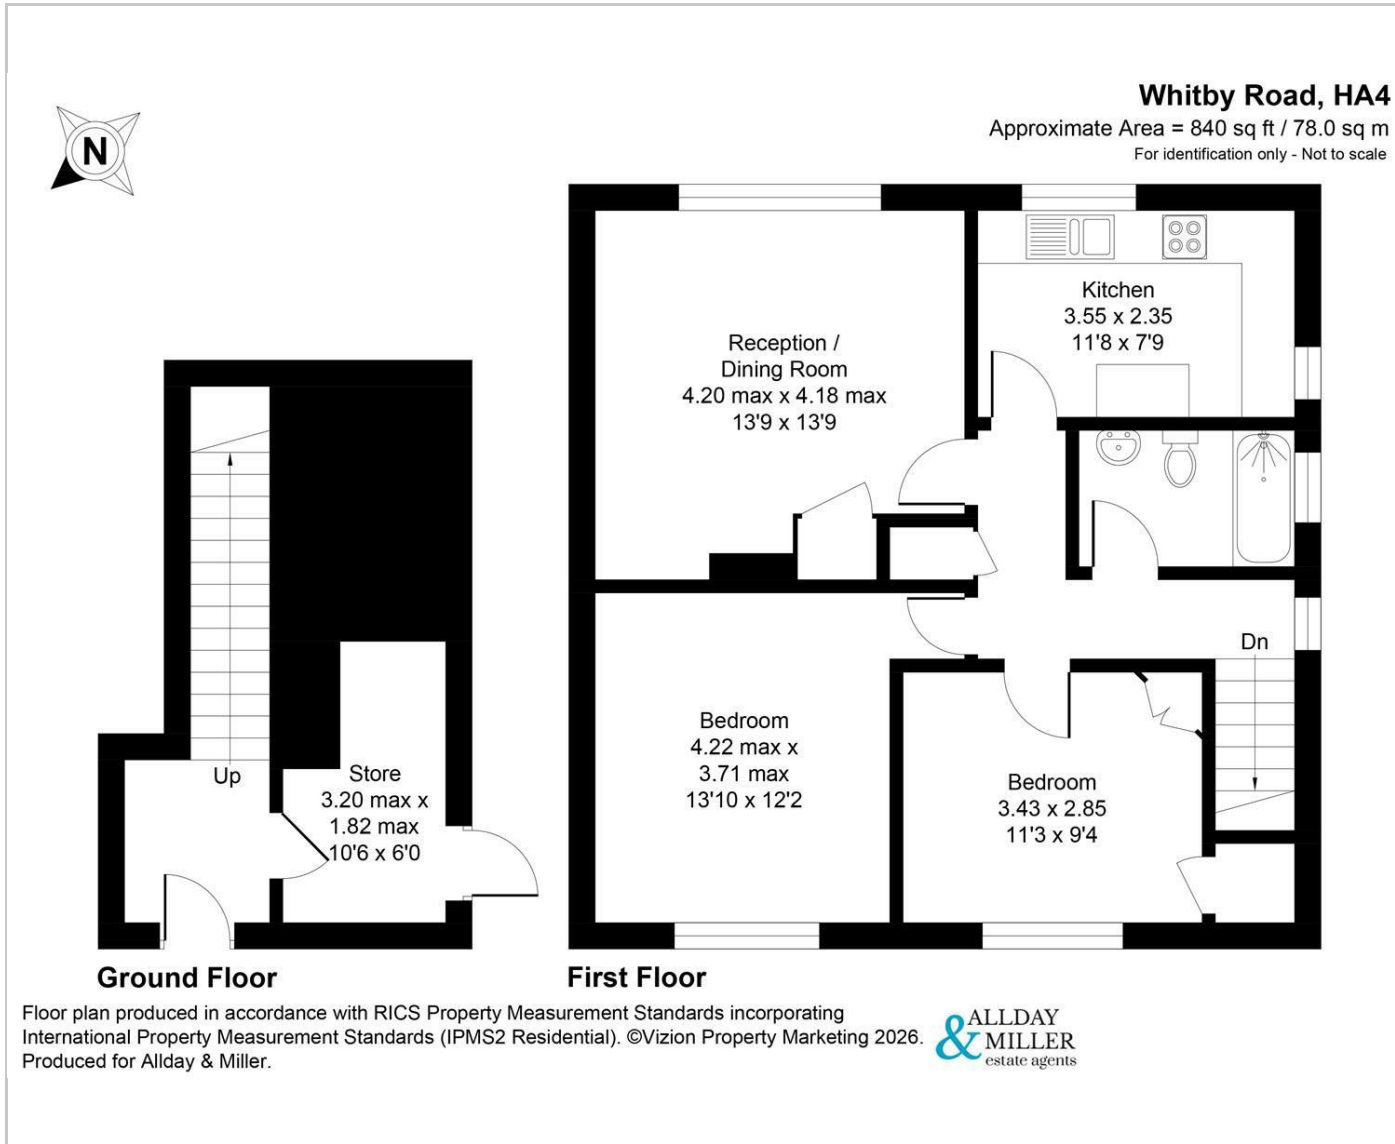 Whitby Road, HA4
Approximate Area = 840 sq ft / 78.0 sq m
For identification only - Not to scale
N
Reception /
Dining Room
4.20 max x 4.18 max
13'9 x 13'9
Kitchen
3.55 x 2.35
11'8 x 7'9
Dn
Bedroom
4.22 max x
3.71 max
13'10 x 12'2
Bedroom
3.43 x 2.85
11'3 x 9'4
Up
Store
3.20 max x
1.82 max
10'6 x 6'0
Ground Floor
First Floor
Floor plan produced in accordance with RICS Property Measurement Standards incorporating
International Property Measurement Standards (IPMS2 Residential). ©Vizion Property Marketing 2026.
Produced for Allday & Miller.
ALLDAY
& MILLER
estate agents